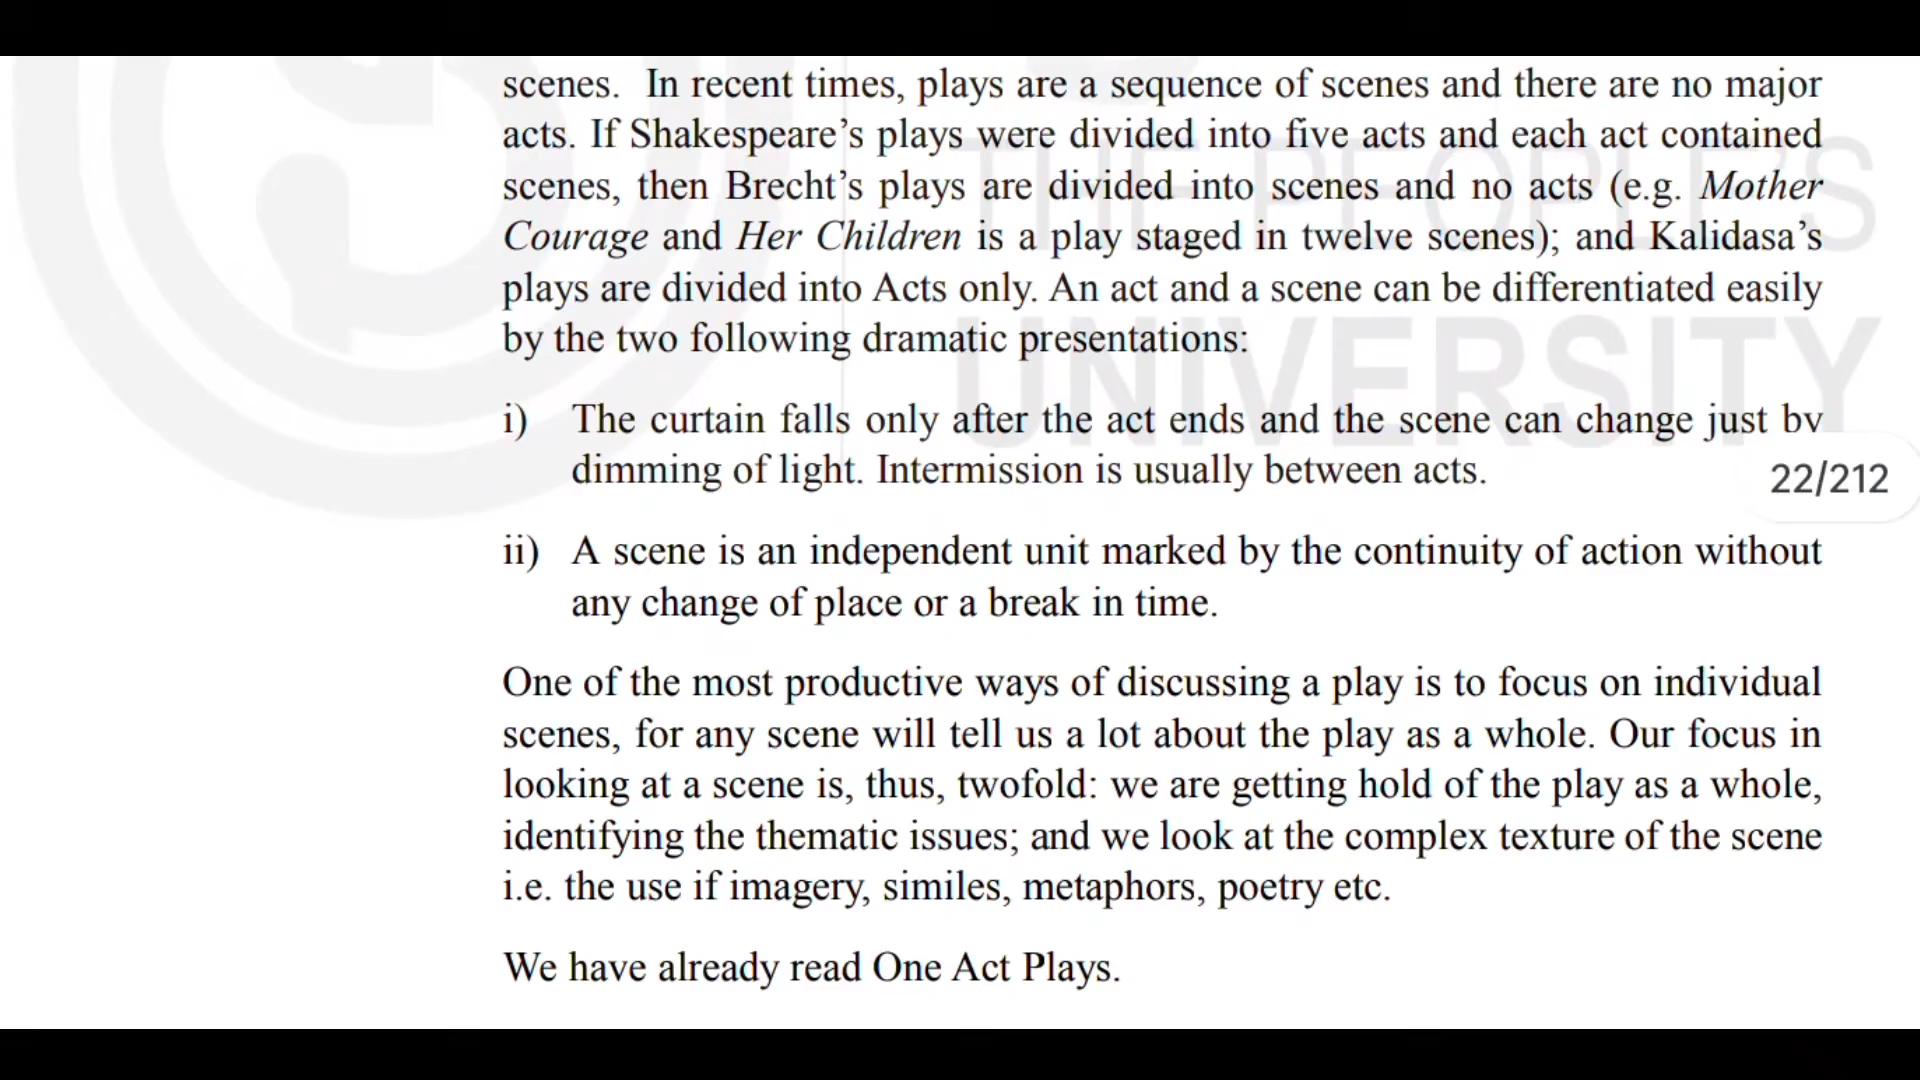 scenes. In recent times, plays are a sequence of scenes and there are no major
acts. If Shakespeare’s plays were divided into five acts and each act contained
scenes, then Brecht’s plays are divided into scenes and no acts (e.g. Mother
Courage and Her Children is a play staged in twelve scenes); and Kalidasa’s
plays are divided into Acts only. An act and a scene can be differentiated easily
by the two following dramatic presentations:
i) The curtain falls only after the act ends and the scene can change just by
dimming of light. Intermission is usually between acts.
22/212
ii) A scene is an independent unit marked by the continuity of action without
any change of place or a break in time.
One of the most productive ways of discussing a play is to focus on individual
scenes, for any scene will tell us a lot about the play as a whole. Our focus in
looking at a scene is, thus, twofold: we are getting hold of the play as a whole,
identifying the thematic issues; and we look at the complex texture of the scene
i.e. the use if imagery, similes, metaphors, poetry etc.
We have already read One Act Plays.
THE PEOPLE’S
UNIVERSITY